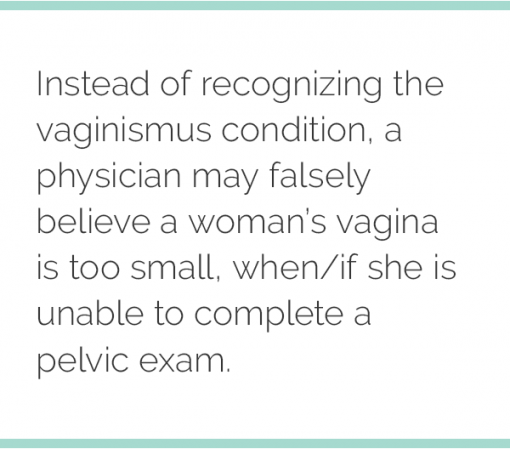 Instead of recognizing the
vaginismus condition, a
physician may falsely
believe a woman’s vagina
is too small, when/if she is
unable to complete a
pelvic exam.